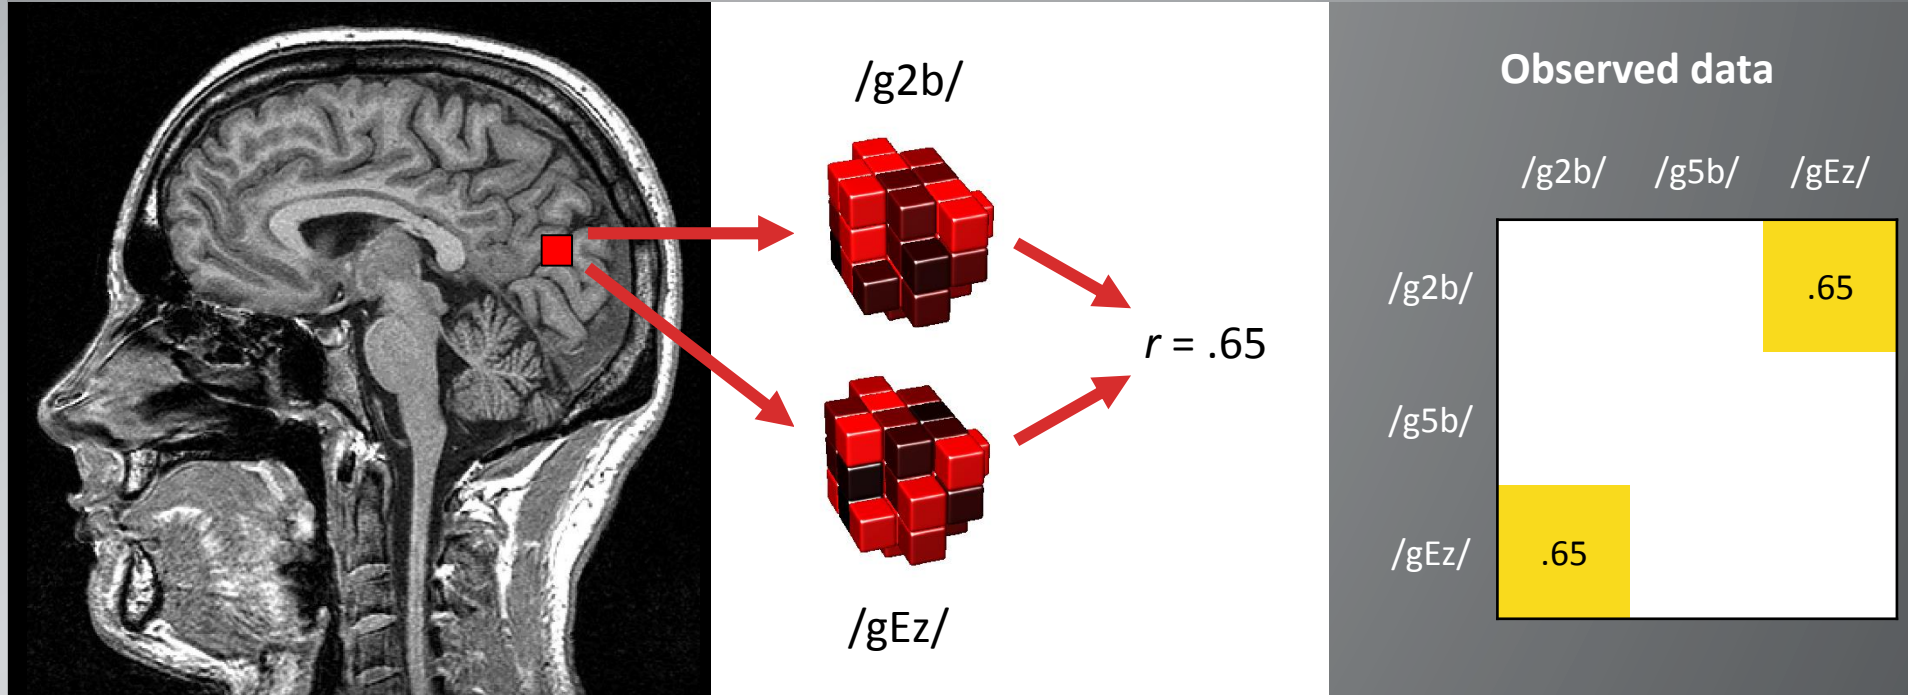 /g2b/
r = .65
/gEz/
Observed data
/g2b/ /g5b/ /gEz/
/g2b/ .65
/g5b/
/gEz/ .65